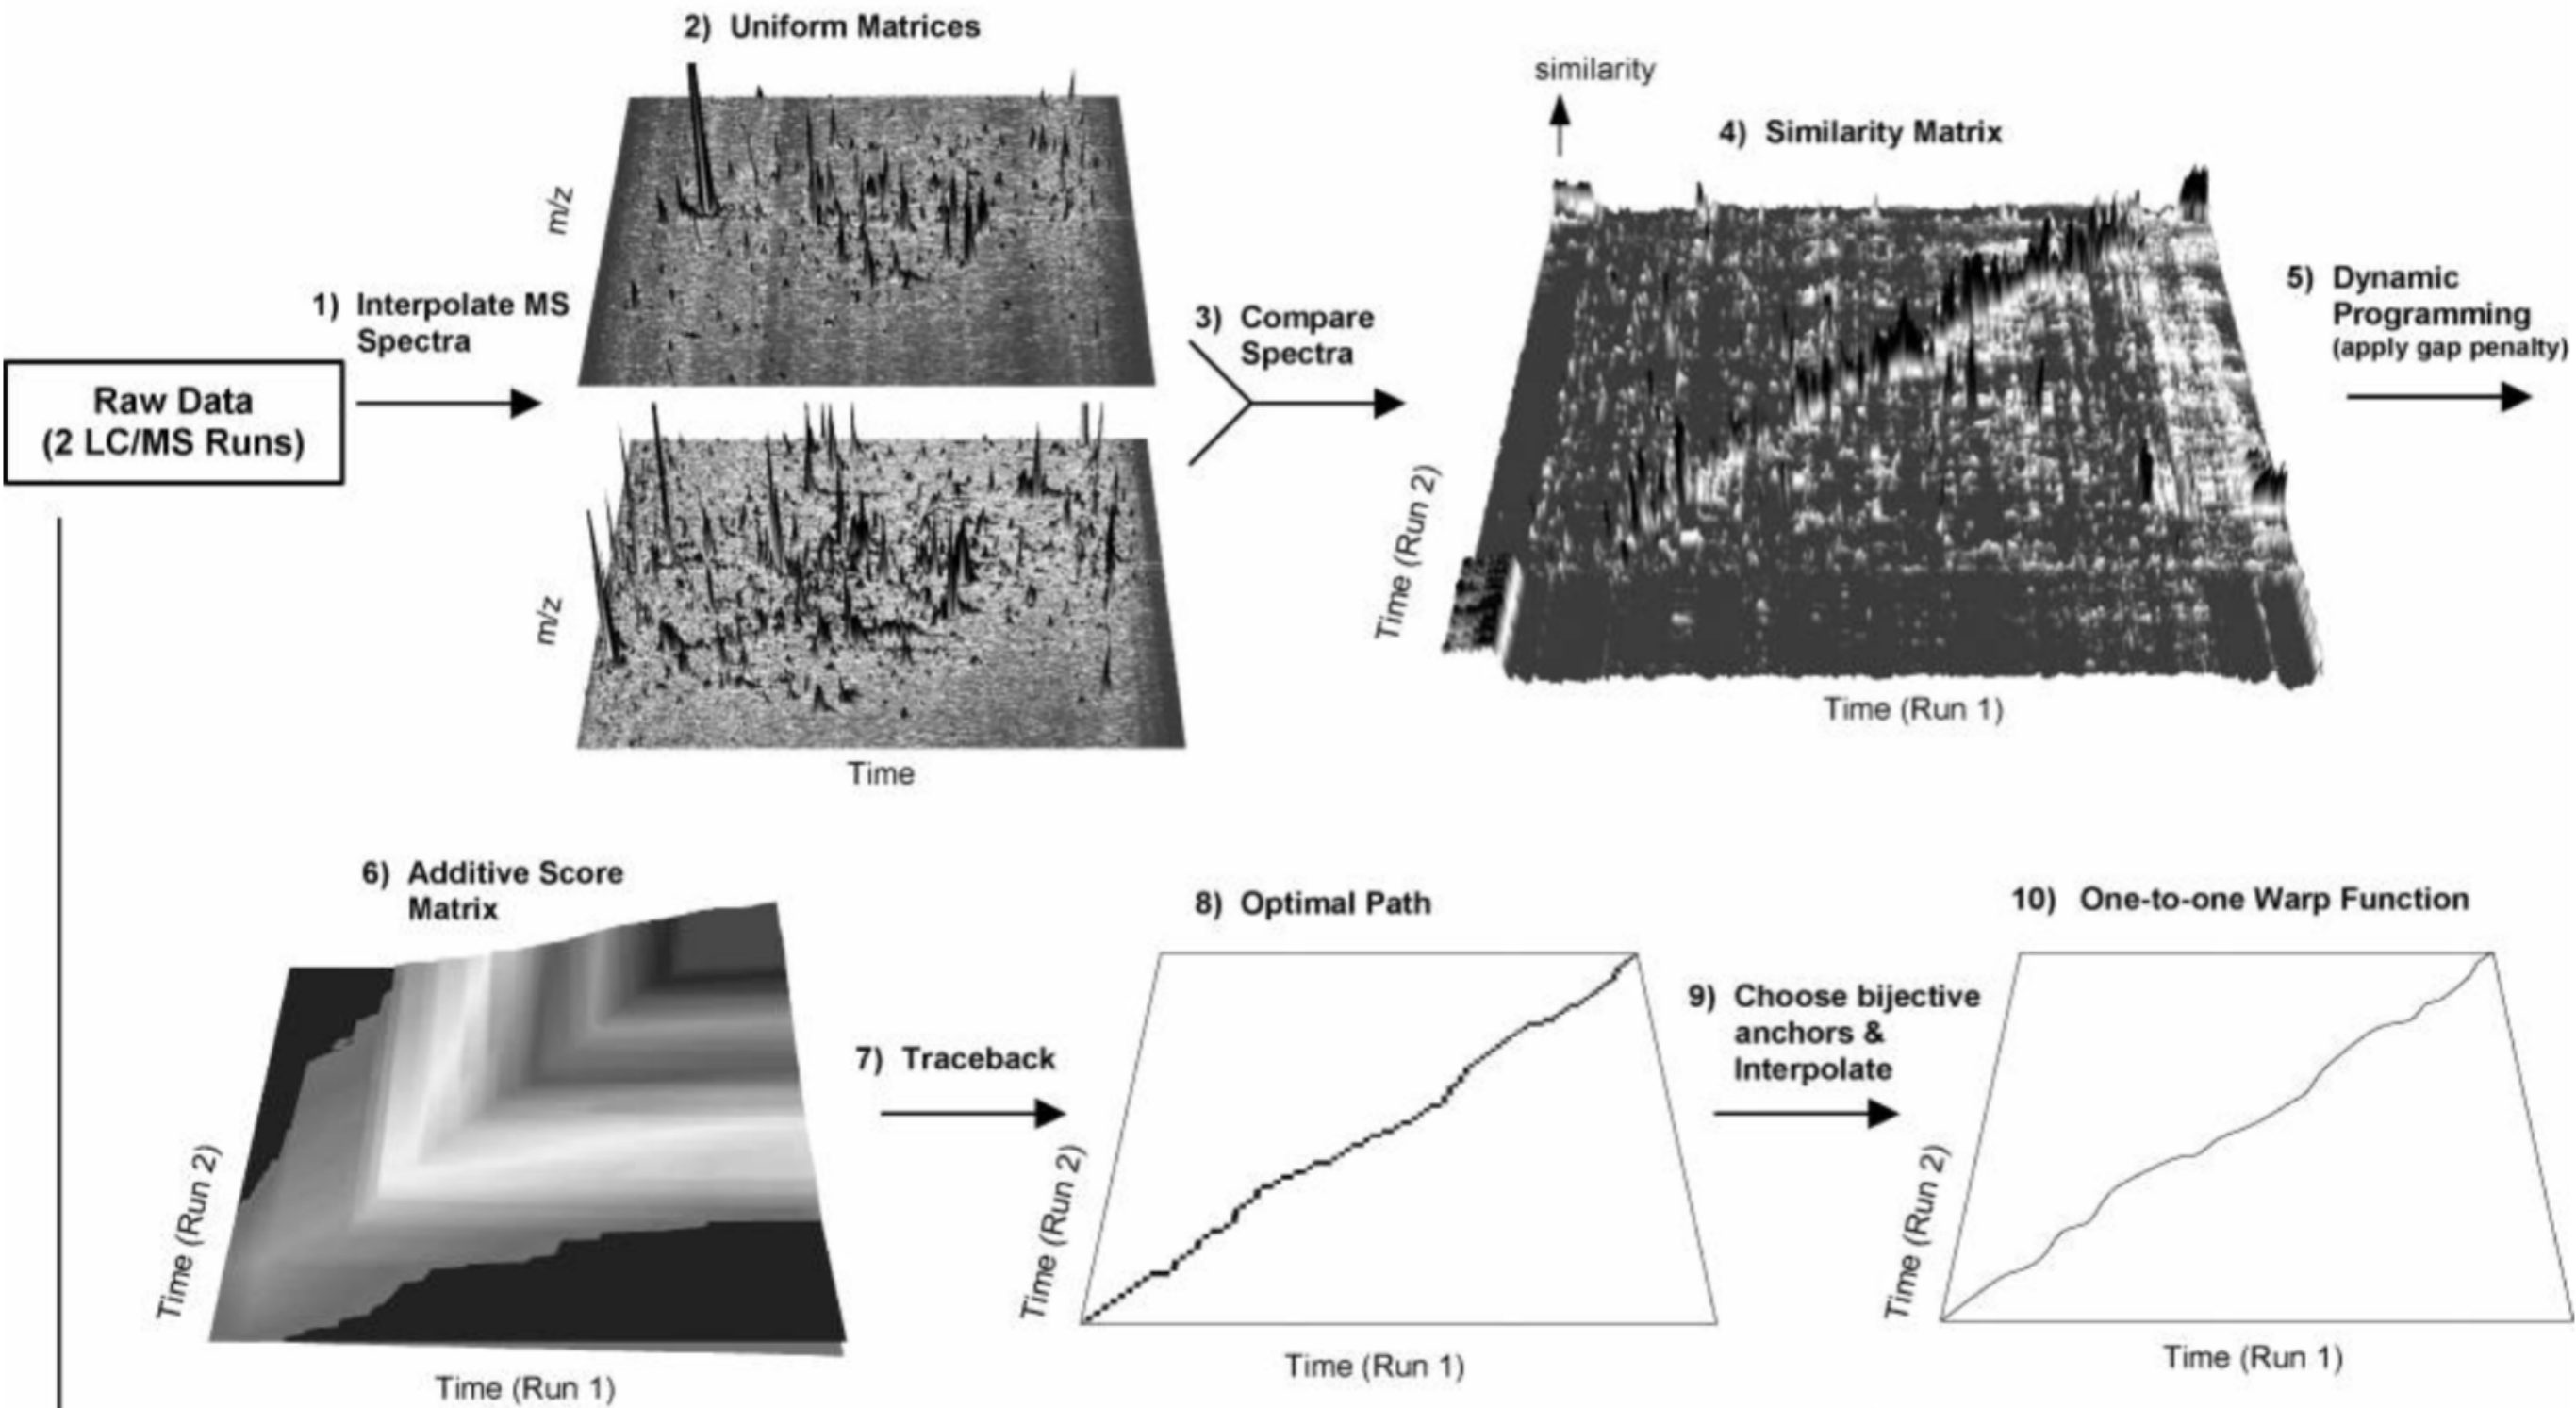 2) Uniform Matrices
m/z
m/z
Time
1) Interpolate MS
Spectra
Raw Data
(2 LC/MS Runs)
3) Compare
Spectra
similarity
4) Similarity Matrix
Time (Run 2)
Time (Run 1)
5) Dynamic
Programming
(apply gap penalty)
6) Additive Score
Matrix
Time (Run 2)
Time (Run 1)
7) Traceback
8) Optimal Path
Time (Run 2)
Time (Run 1)
9) Choose bijective
anchors &
Interpolate
10) One-to-one Warp Function
Time (Run 2)
Time (Run 1)